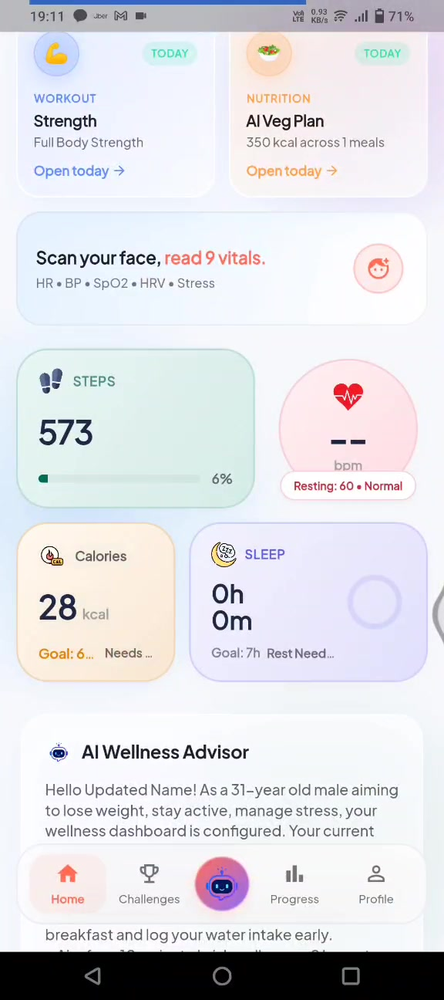 19:11 Uber 0.93 KB/s VoII LTE 71%
TODAY TODAY
WORKOUT NUTRITION
Strength AI Veg Plan
Full Body Strength 350 kcal across 1 meals
Open today → Open today →
Scan your face, read 9 vitals.
HR • BP • SpO2 • HRV • Stress
STEPS
573
6%
--
bpm
Resting: 60 • Normal
Calories
28 kcal
Goal: 6... Needs ...
SLEEP
0h
0m
Goal: 7h Rest Need...
AI Wellness Advisor
Hello Updated Name! As a 31-year old male aiming
to lose weight, stay active, manage stress, your
wellness dashboard is configured. Your current
Home Challenges Progress Profile
breakfast and log your water intake early.